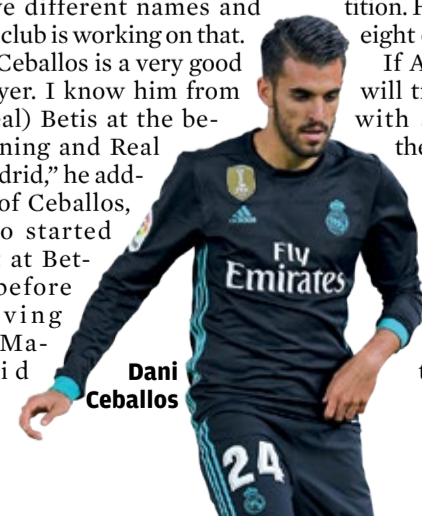 ve different names and
club is working on that.
Ceballos is a very good
yer. I know him from
al) Betis at the be-
ning and Real
drid,” he add-
of Ceballos,
o started
at Bet-
before
ving
Ma-
id
Dani
Ceballos
adidas
Fly
Emirates
24
tition.
eight
If
will
with
the